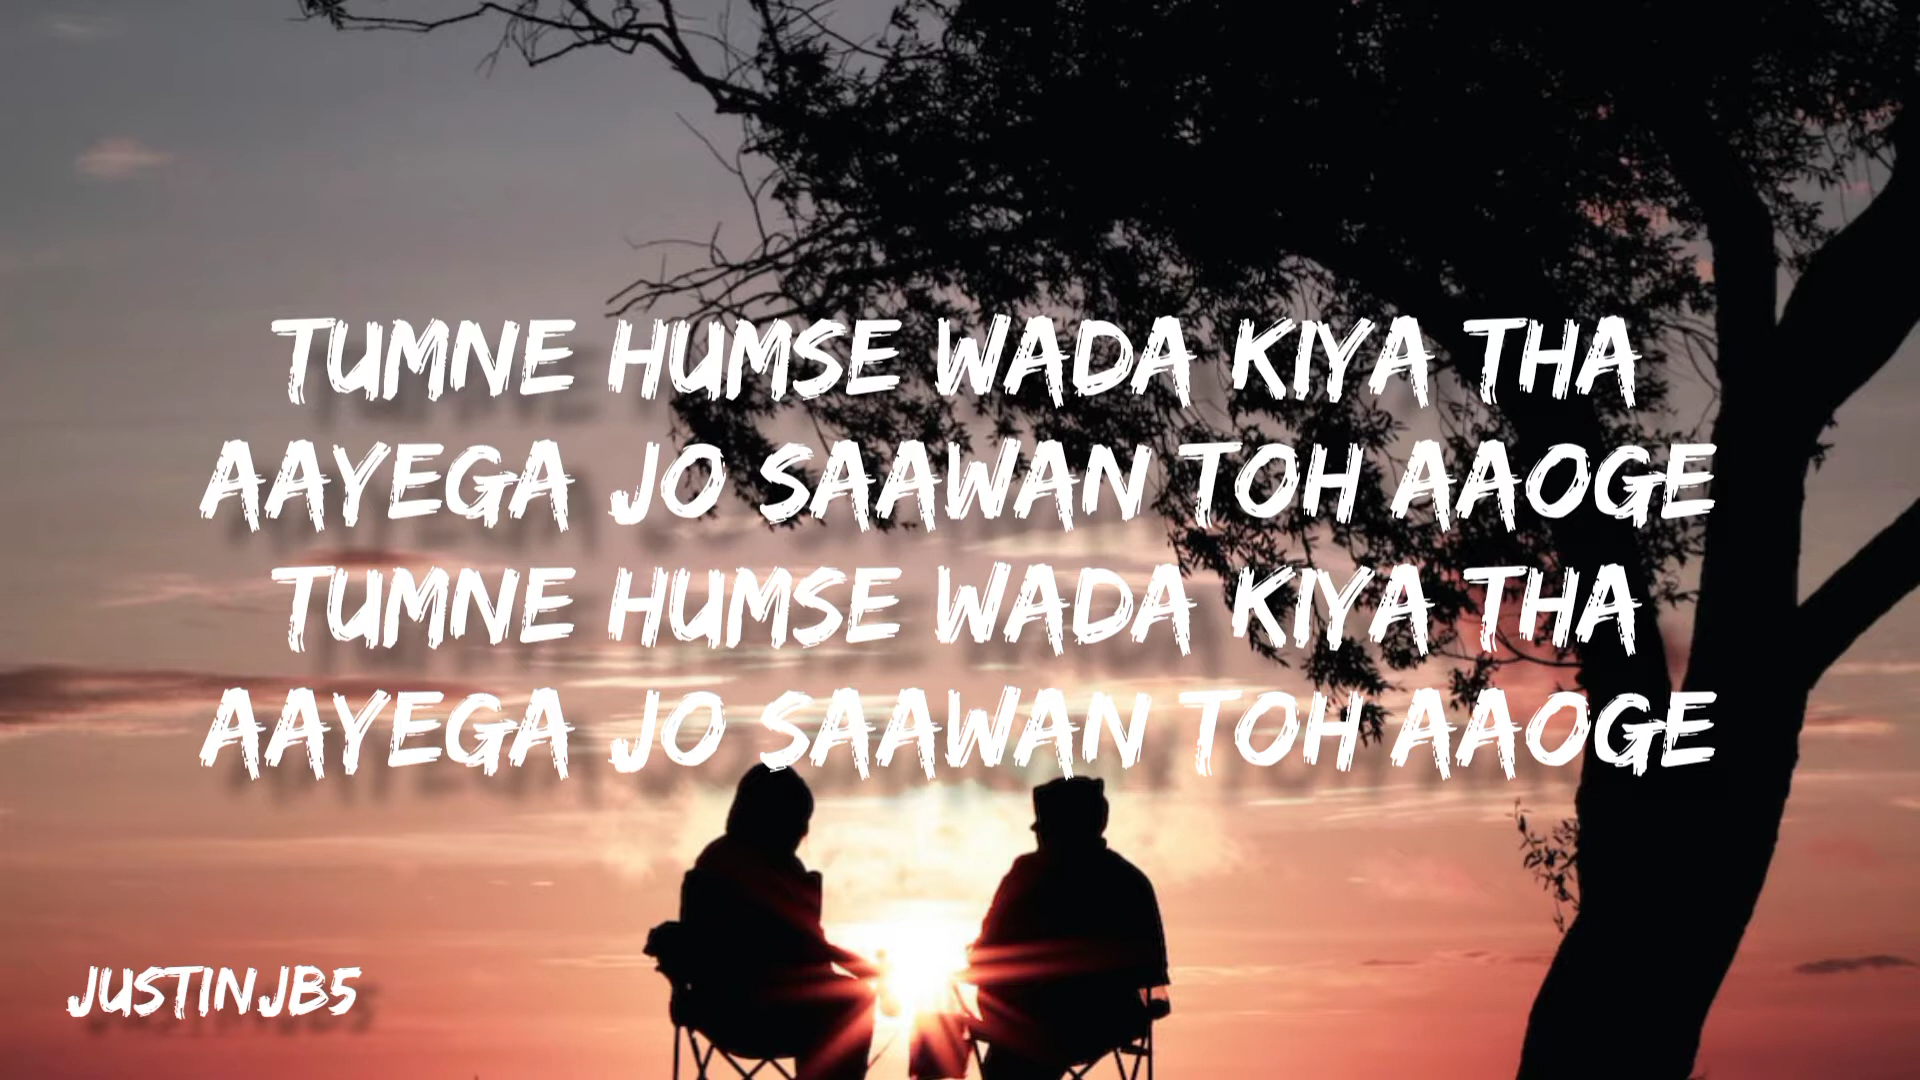 TUMNE HUMSE WADA KIYA THA
AAYEGA JO SAAWAN TOH AAOGE
TUMNE HUMSE WADA KIYA THA
AAYEGA JO SAAWAN TOH AAOGE
JUSTINJB5